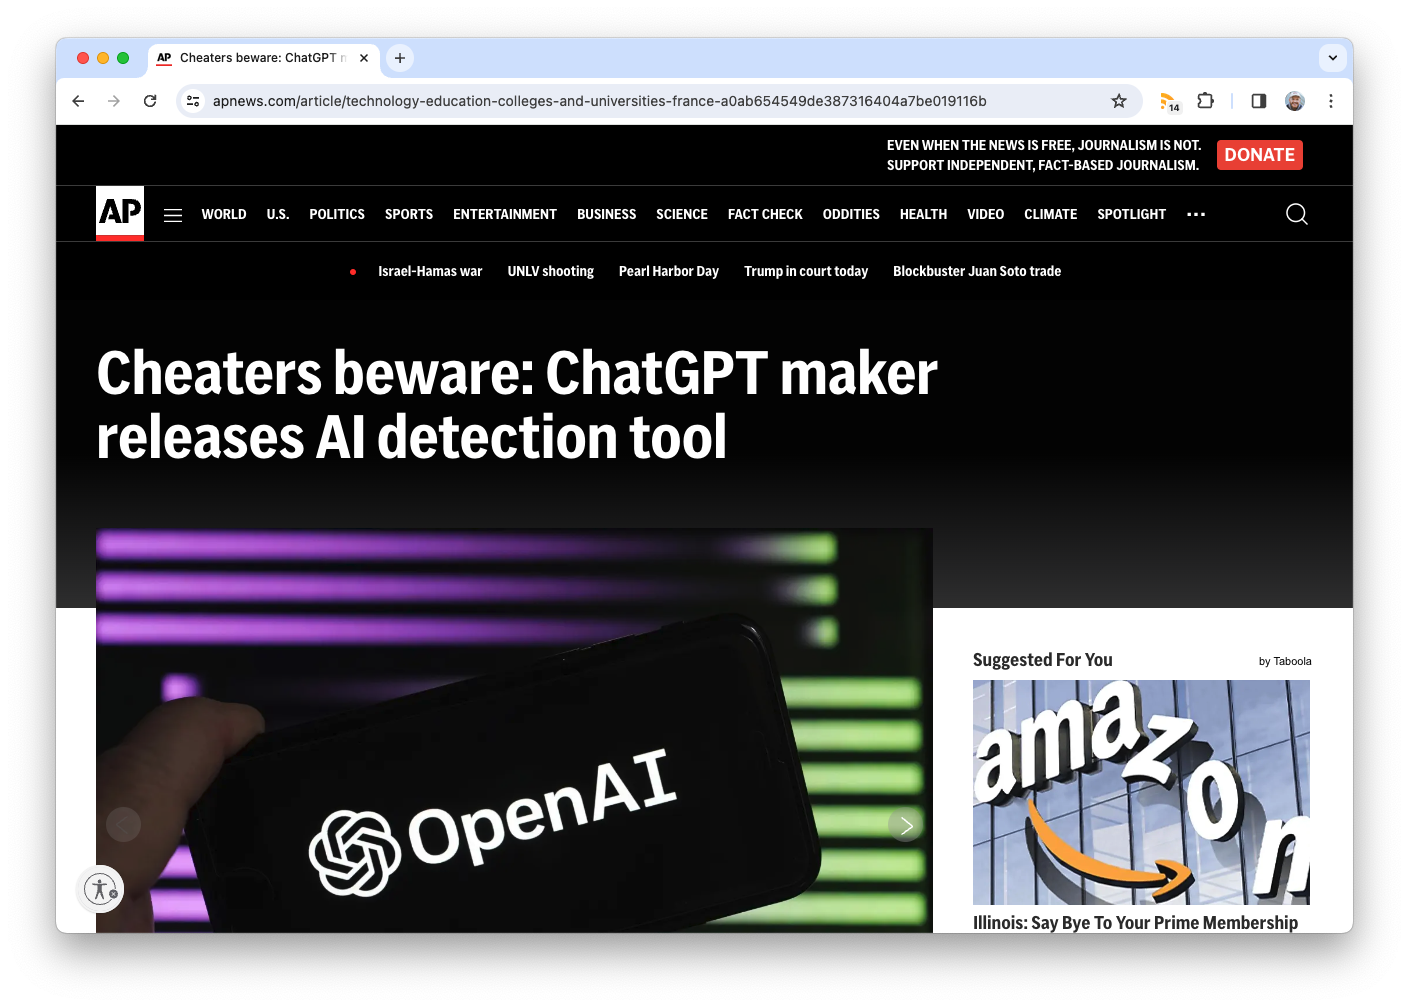 AP
Cheaters beware: ChatGPT
apnews.com/article/technology-education-colleges-and-universities-france-a0ab654549de387316404a7be019116b
14
EVEN WHEN THE NEWS IS FREE, JOURNALISM IS NOT.
SUPPORT INDEPENDENT, FACT-BASED JOURNALISM.
DONATE
AP
WORLD U.S. POLITICS SPORTS ENTERTAINMENT BUSINESS SCIENCE FACT CHECK ODDITIES HEALTH VIDEO CLIMATE SPOTLIGHT
Israel-Hamas war UNLV shooting Pearl Harbor Day Trump in court today Blockbuster Juan Soto trade
Cheaters beware: ChatGPT maker
releases AI detection tool
OpenAI
Suggested For You
by Taboola
amazon
Illinois: Say Bye To Your Prime Membership